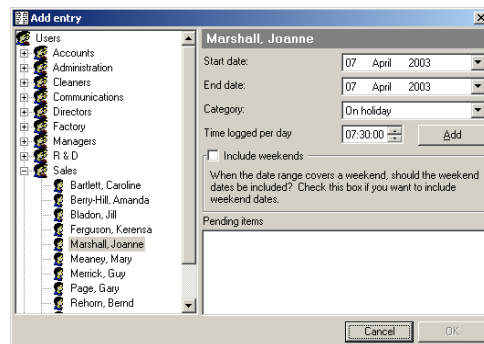 Add entry
Users
Accounts
Administration
Cleaners
Communications
Directors
Factory
Managers
R & D
Sales
Bartlett, Caroline
Berry-Hill, Amanda
Bladon, Jill
Ferguson, Kerensa
Marshall, Joanne
Meaney, Mary
Merrick, Guy
Page, Gary
Rehorn, Bernd
Marshall, Joanne
Start date: 07 April 2003
End date: 07 April 2003
Category: On holiday
Time logged per day 07:30:00 Add
Include weekends
When the date range covers a weekend, should the weekend
dates be included? Check this box if you want to include
weekend dates.
Pending items
Cancel OK